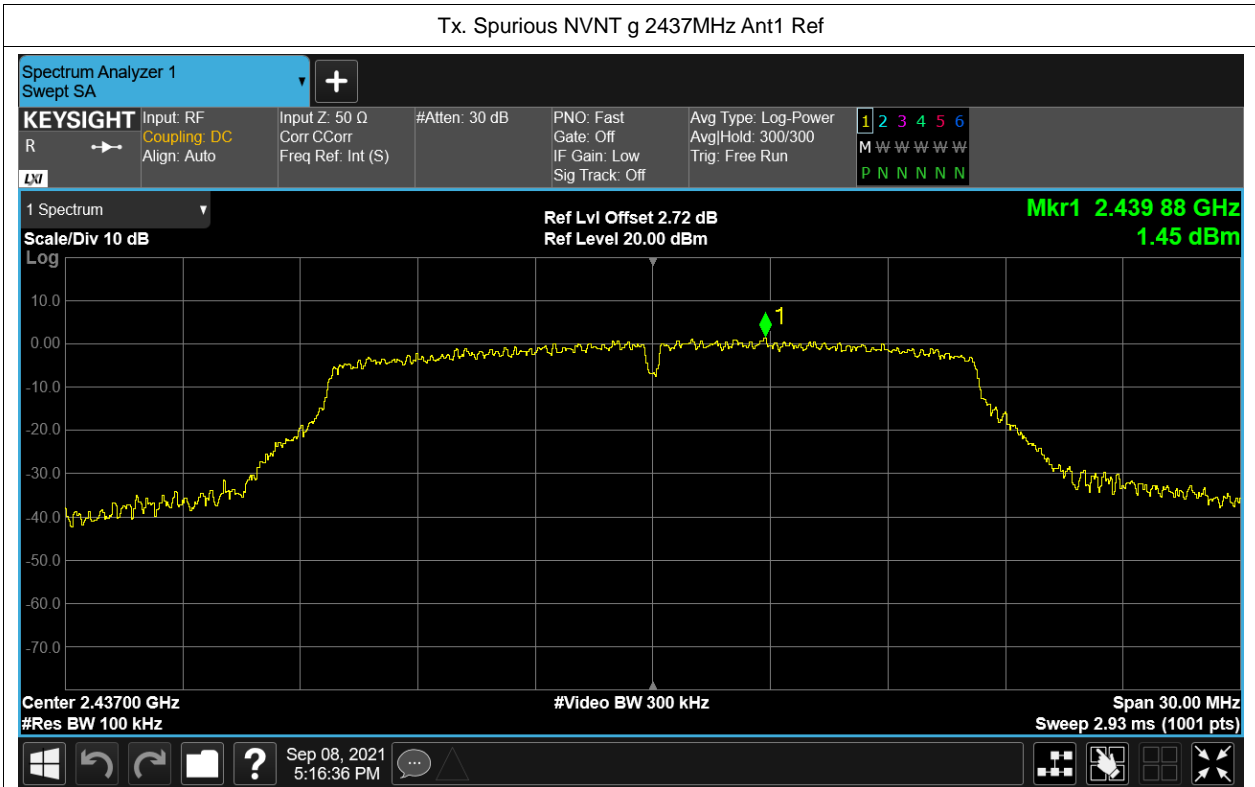 Tx. Spurious NVNT g 2437MHz Ant1 Ref
Spectrum Analyzer 1
Swept SA
KEYSIGHT
R
LXI
Input: RF
Coupling: DC
Align: Auto
Input Z: 50 Ω
Corr CCorr
Freq Ref: Int (S)
#Atten: 30 dB
PNO: Fast
Gate: Off
IF Gain: Low
Sig Track: Off
Avg Type: Log-Power
Avg|Hold: 300/300
Trig: Free Run
1 2 3 4 5 6
M W W W W W
P N N N N N
1 Spectrum
Scale/Div 10 dB
Ref Lvl Offset 2.72 dB
Ref Level 20.00 dBm
Mkr1 2.439 88 GHz
1.45 dBm
Log
10.0
0.00
-10.0
-20.0
-30.0
-40.0
-50.0
-60.0
-70.0
1
Center 2.43700 GHz
#Res BW 100 kHz
#Video BW 300 kHz
Span 30.00 MHz
Sweep 2.93 ms (1001 pts)
?
Sep 08, 2021
5:16:36 PM